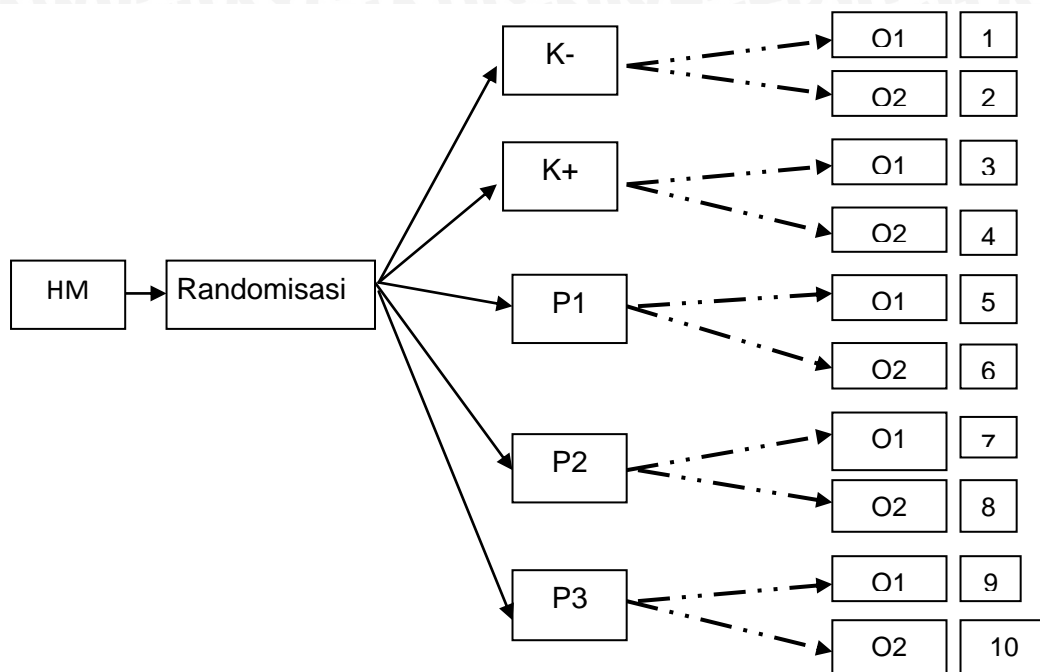 K-
O1 1
O2 2
K+
O1 3
O2 4
HM
Randomisasi
P1
O1 5
O2 6
P2
O1 7
O2 8
P3
O1 9
O2 10